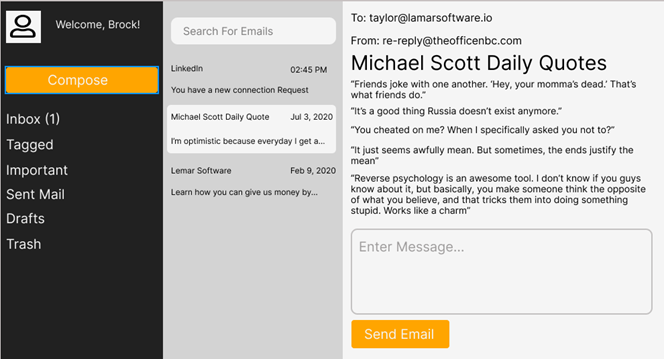 Welcome, Brock!
Compose
Inbox (1)
Tagged
Important
Sent Mail
Drafts
Trash
Search For Emails
LinkedIn 02:45 PM
You have a new connection Request
Michael Scott Daily Quote Jul 3, 2020
I'm optimistic because everyday I get a...
Lemar Software Feb 9, 2020
Learn how you can give us money by...
To: taylor@lamarsoftware.io
From: re-reply@theofficenbc.com
Michael Scott Daily Quotes
“Friends joke with one another. ‘Hey, your momma’s dead.’ That’s
what friends do.”
“It’s a good thing Russia doesn’t exist anymore.”
“You cheated on me? When I specifically asked you not to?”
“It just seems awfully mean. But sometimes, the ends justify the
mean”
“Reverse psychology is an awesome tool. I don’t know if you guys
know about it, but basically, you make someone think the opposite
of what you believe, and that tricks them into doing something
stupid. Works like a charm”
Enter Message...
Send Email